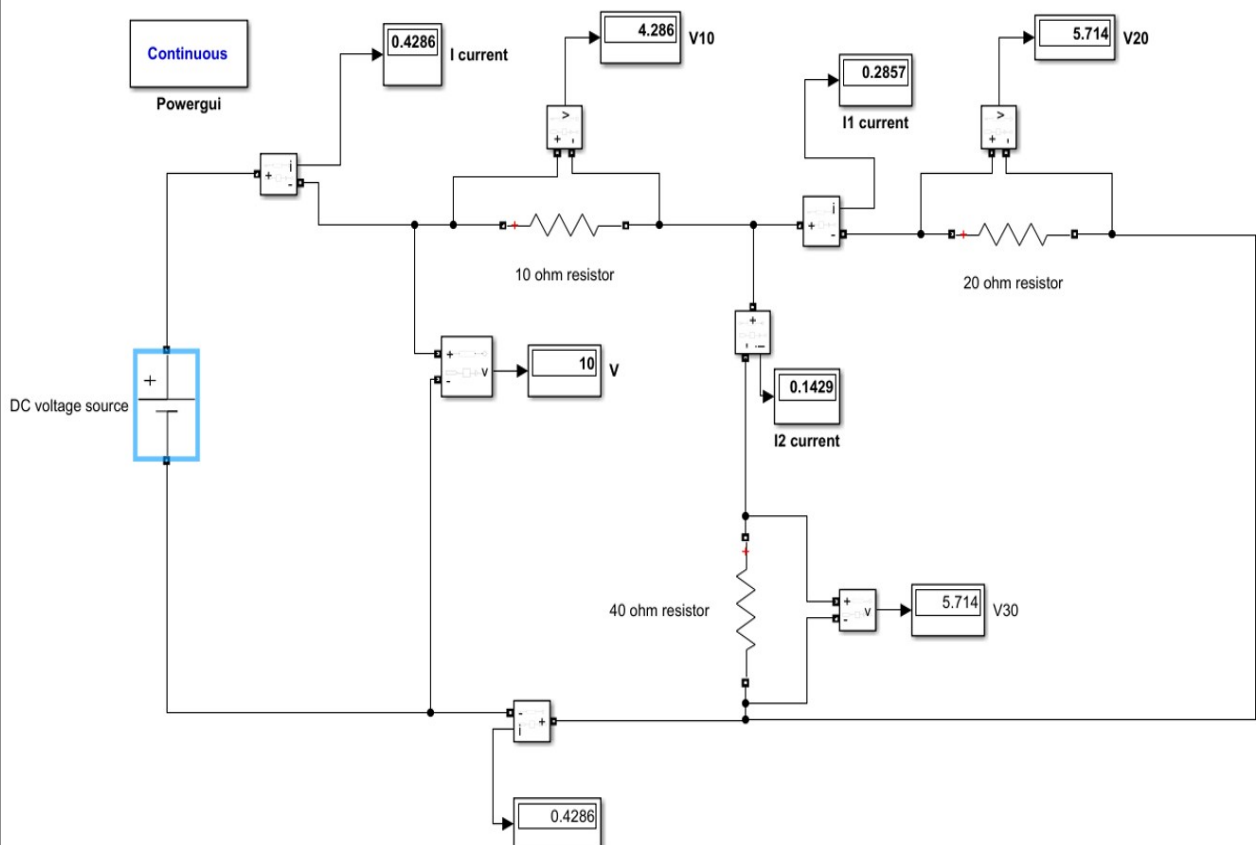 Continuous
Powergui
0.4286
I current
4.286
V10
0.2857
I1 current
5.714
V20
i
+
-
>
+ -
i
+
-
>
+ -
10 ohm resistor
20 ohm resistor
+
-
v
10
V
+
DC voltage source
0.1429
I2 current
40 ohm resistor
+
-
v
5.714
V30
-
i
+
0.4286